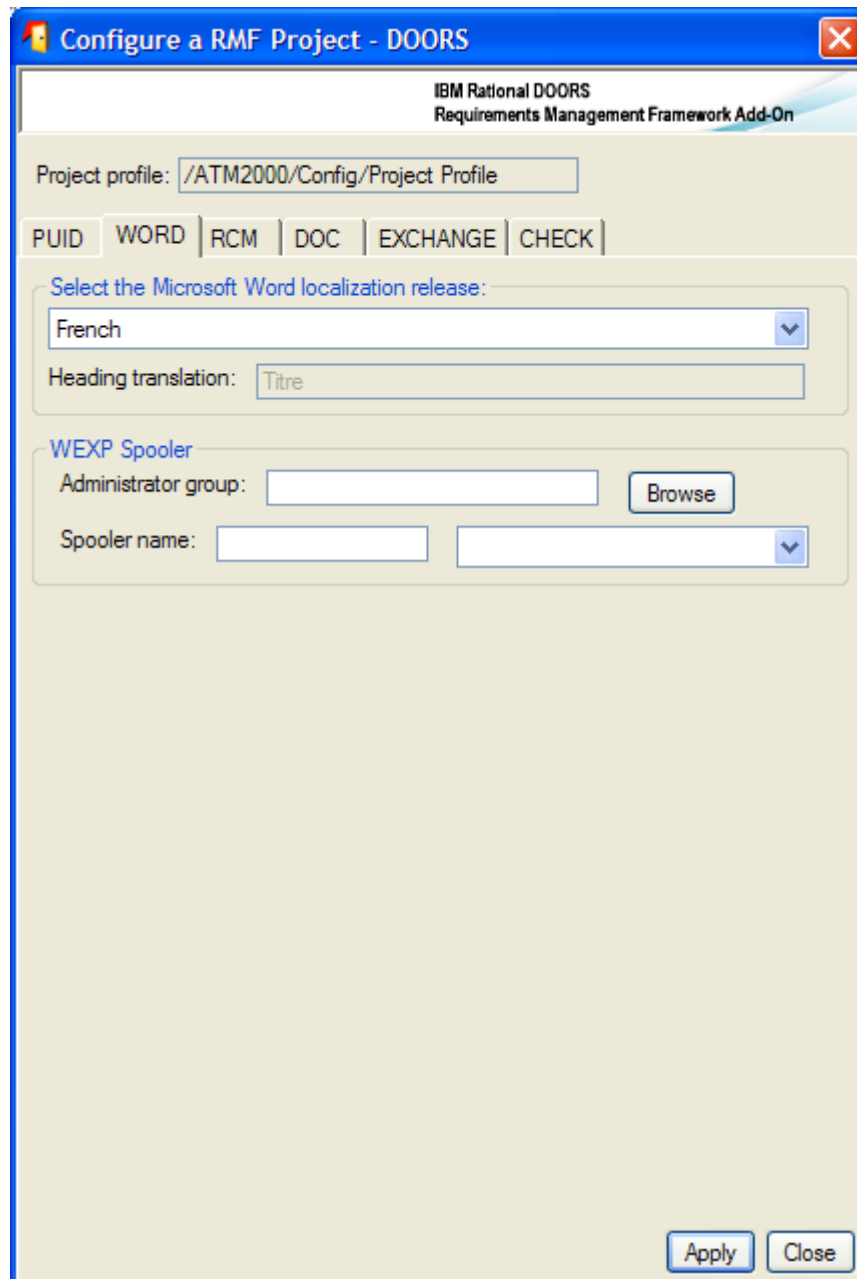 Configure a RMF Project - DOORS
IBM Rational DOORS
Requirements Management Framework Add-On
Project profile: /ATM2000/Config/Project Profile
PUID WORD RCM DOC EXCHANGE CHECK
Select the Microsoft Word localization release:
French
Heading translation: Titre
WEXP Spooler
Administrator group: Browse
Spooler name:
Apply Close